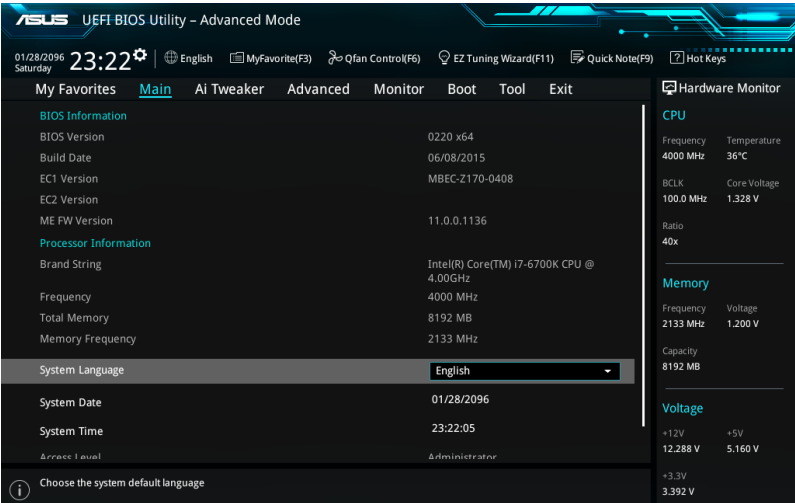 ASUS UEFI BIOS Utility – Advanced Mode
01/28/2096
Saturday
23:22
English
MyFavorite(F3)
Qfan Control(F6)
EZ Tuning Wizard(F11)
Quick Note(F9)
? Hot Keys
My Favorites Main Ai Tweaker Advanced Monitor Boot Tool Exit
BIOS Information
BIOS Version 0220 x64
Build Date 06/08/2015
EC1 Version MBEC-Z170-0408
EC2 Version
ME FW Version 11.0.0.1136
Processor Information
Brand String Intel(R) Core(TM) i7-6700K CPU @
4.00GHz
Frequency 4000 MHz
Total Memory 8192 MB
Memory Frequency 2133 MHz
System Language English
System Date 01/28/2096
System Time 23:22:05
Access Level Administrator
i Choose the system default language
Hardware Monitor
CPU
Frequency Temperature
4000 MHz 36°C
BCLK Core Voltage
100.0 MHz 1.328 V
Ratio
40x
Memory
Frequency Voltage
2133 MHz 1.200 V
Capacity
8192 MB
Voltage
+12V +5V
12.288 V 5.160 V
+3.3V
3.392 V